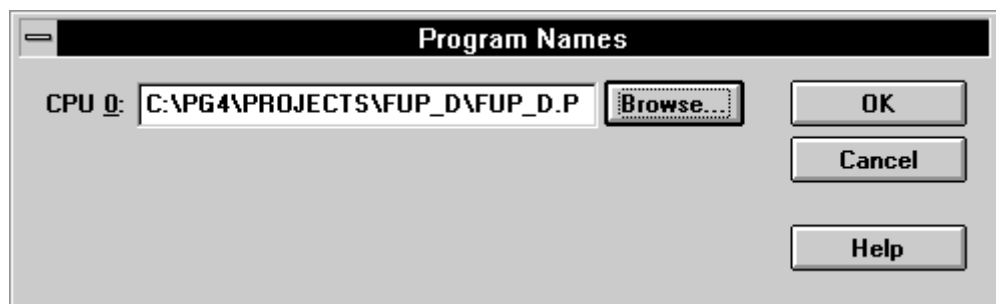 Program Names
CPU 0: C:\PG4\PROJECTS\FUP_D\FUP_D.P Browse... OK
Cancel
Help